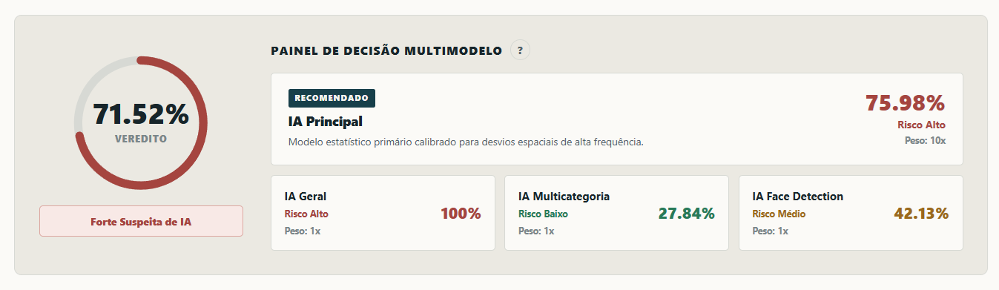 71.52%
VEREDITO
Forte Suspeita de IA
PAINEL DE DECISÃO MULTIMODELO ?
RECOMENDADO
IA Principal
Modelo estatístico primário calibrado para desvios espaciais de alta frequência.
75.98%
Risco Alto
Peso: 10x
IA Geral
Risco Alto
Peso: 1x
100%
IA Multicategoria
Risco Baixo
Peso: 1x
27.84%
IA Face Detection
Risco Médio
Peso: 1x
42.13%